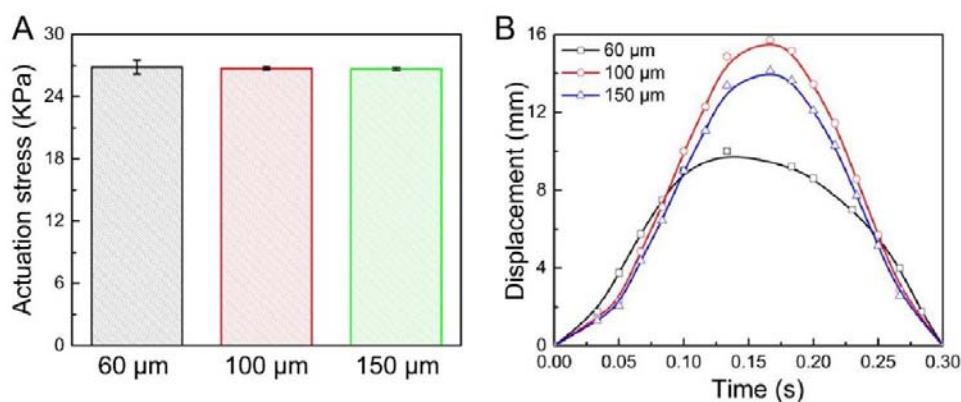 A
Actuation stress (KPa)
30
24
18
12
6
0
60 μm
100 μm
150 μm
B
Displacement (mm)
16
12
8
4
0
60 μm
100 μm
150 μm
0.00
0.05
0.10
0.15
0.20
0.25
0.30
Time (s)